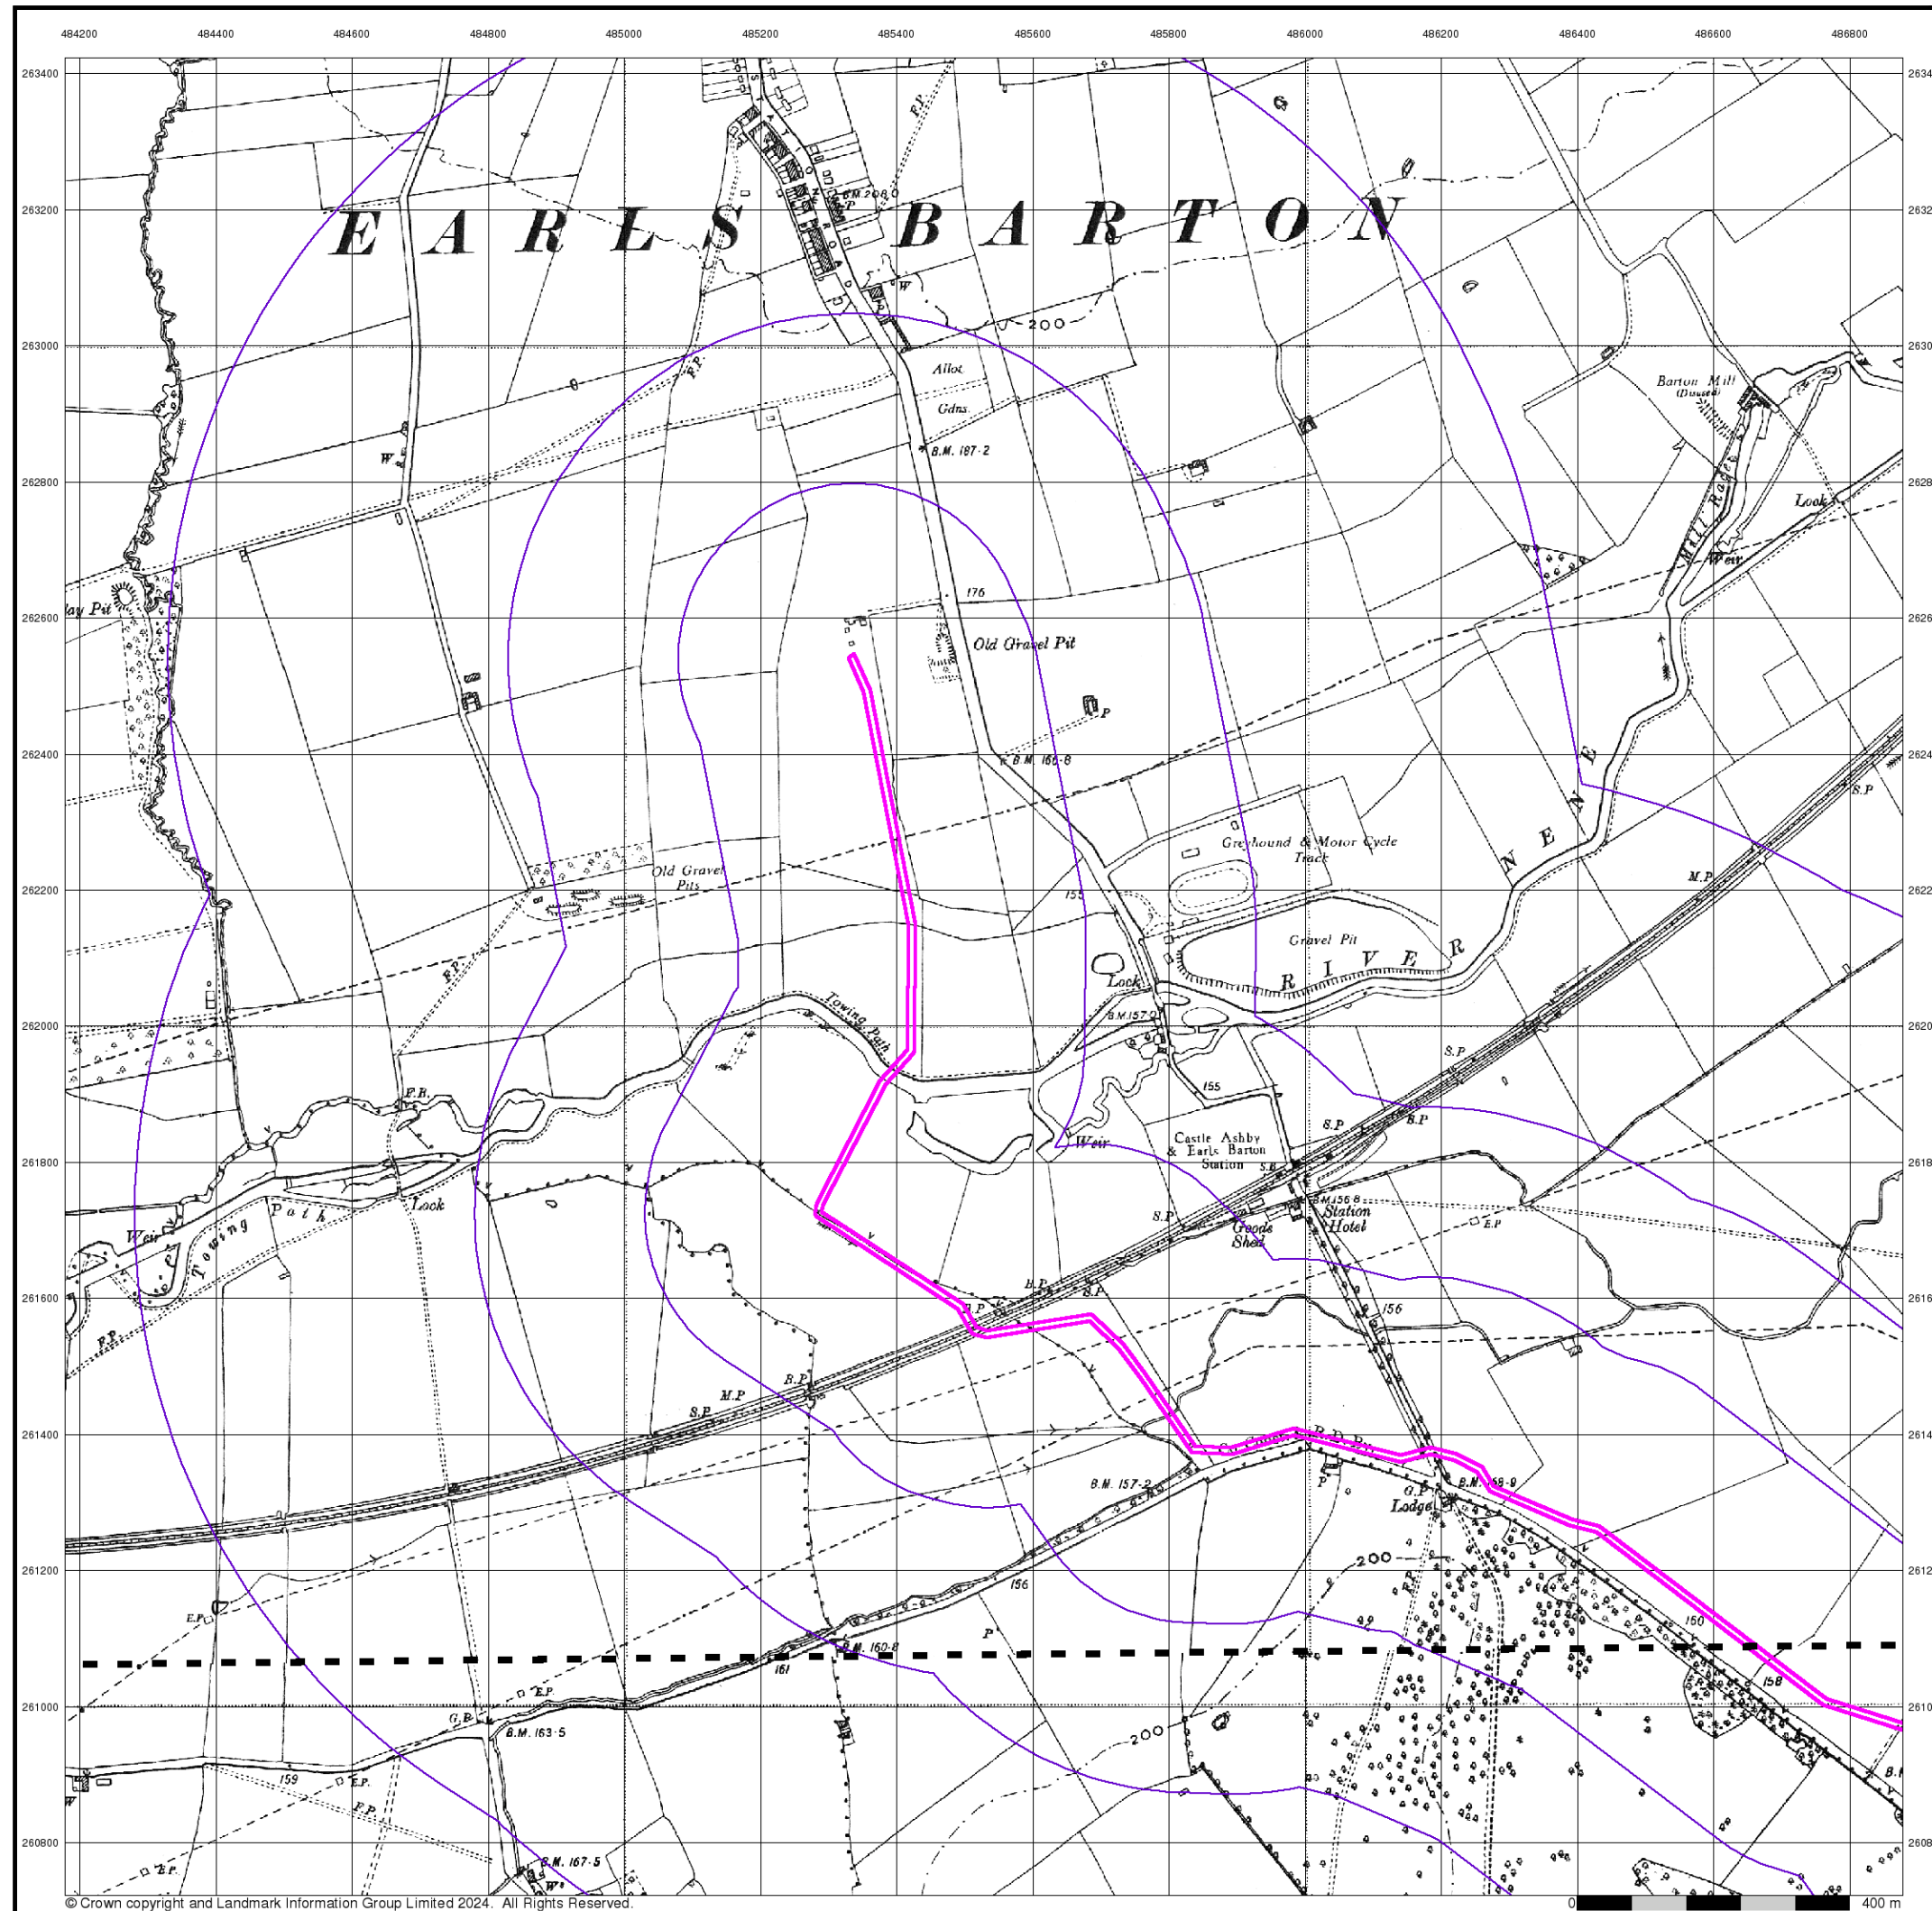 484200 484400 484600 484800 485000 485200 485400 485600 485800 486000 486200 486400 486600 486800
263400
F.P.
B.M. 208.0
P
263200
EARLS BARTON
W
200
263000
F.P.
Allot.
Gdns.
Barton Mill
(Disused)
B.M. 187·2
W
262800
Mill Race
Lock
Weir
176
262600
ay Pit
Old Gravel Pit
P
262400
B.M. 166·8
S.P
Greyhound & Motor Cycle
Track
Old Gravel
Pits
M.P
262200
155
Gravel Pit
RIVER NENE
F.P.
Lock
Towing Path
262000
B.M.157·0
S.P
F.B.
155
S.P
B.P
Weir
Castle Ashby
& Earls Barton
Station
S.B
261800
Lock
B.M.156·8
Station
Hotel
Towing Path
Weir
S.P
Goods
Shed
E.P
B.P
S.P
261600
B.P
156
F.P.
B.P
M.P
S.P
261400
B.M. 157·2
P
B.M. 158·9
G.P
Lodge
200
261200
156
E.P.
P
160
B.M. 160·8
161
158
E.P.
261000
G.P
B.M. 163·5
200
159
E.P.
W
F.P.
260800
E.P.
B.M. 167·5
W
© Crown copyright and Landmark Information Group Limited 2024. All Rights Reserved.
0 400 m